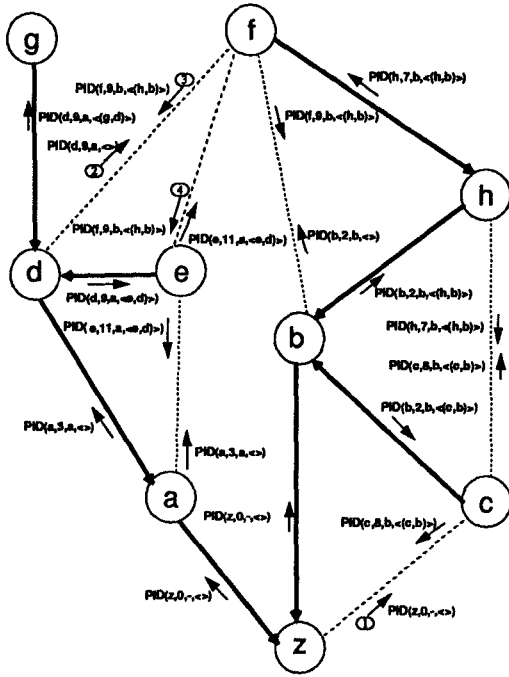 g
f
PID(f,9,b,<(h,b)>)
3
PID(h,7,b,<(h,b)>)
PID(d,9,a,<(g,d)>)
PID(f,9,b,<(h,b)>)
PID(d,9,a,<>)
2
h
4
PID(f,9,b,<(h,b)>)
PID(e,11,a,<e,d)>)
PID(b,2,b,<>)
d
e
PID(d,9,a,<e,d)>)
PID(b,2,b,<(h,b)>)
PID(e,11,a,<e,d)>)
PID(h,7,b,<(h,b)>)
b
PID(c,8,b,<(c,b)>)
PID(b,2,b,<(c,b)>)
PID(a,3,a,<>)
PID(a,3,a,<>)
a
c
PID(z,0,-,<>)
PID(c,8,b,<(c,b)>)
PID(z,0,-,<>)
1
PID(z,0,-,<>)
z